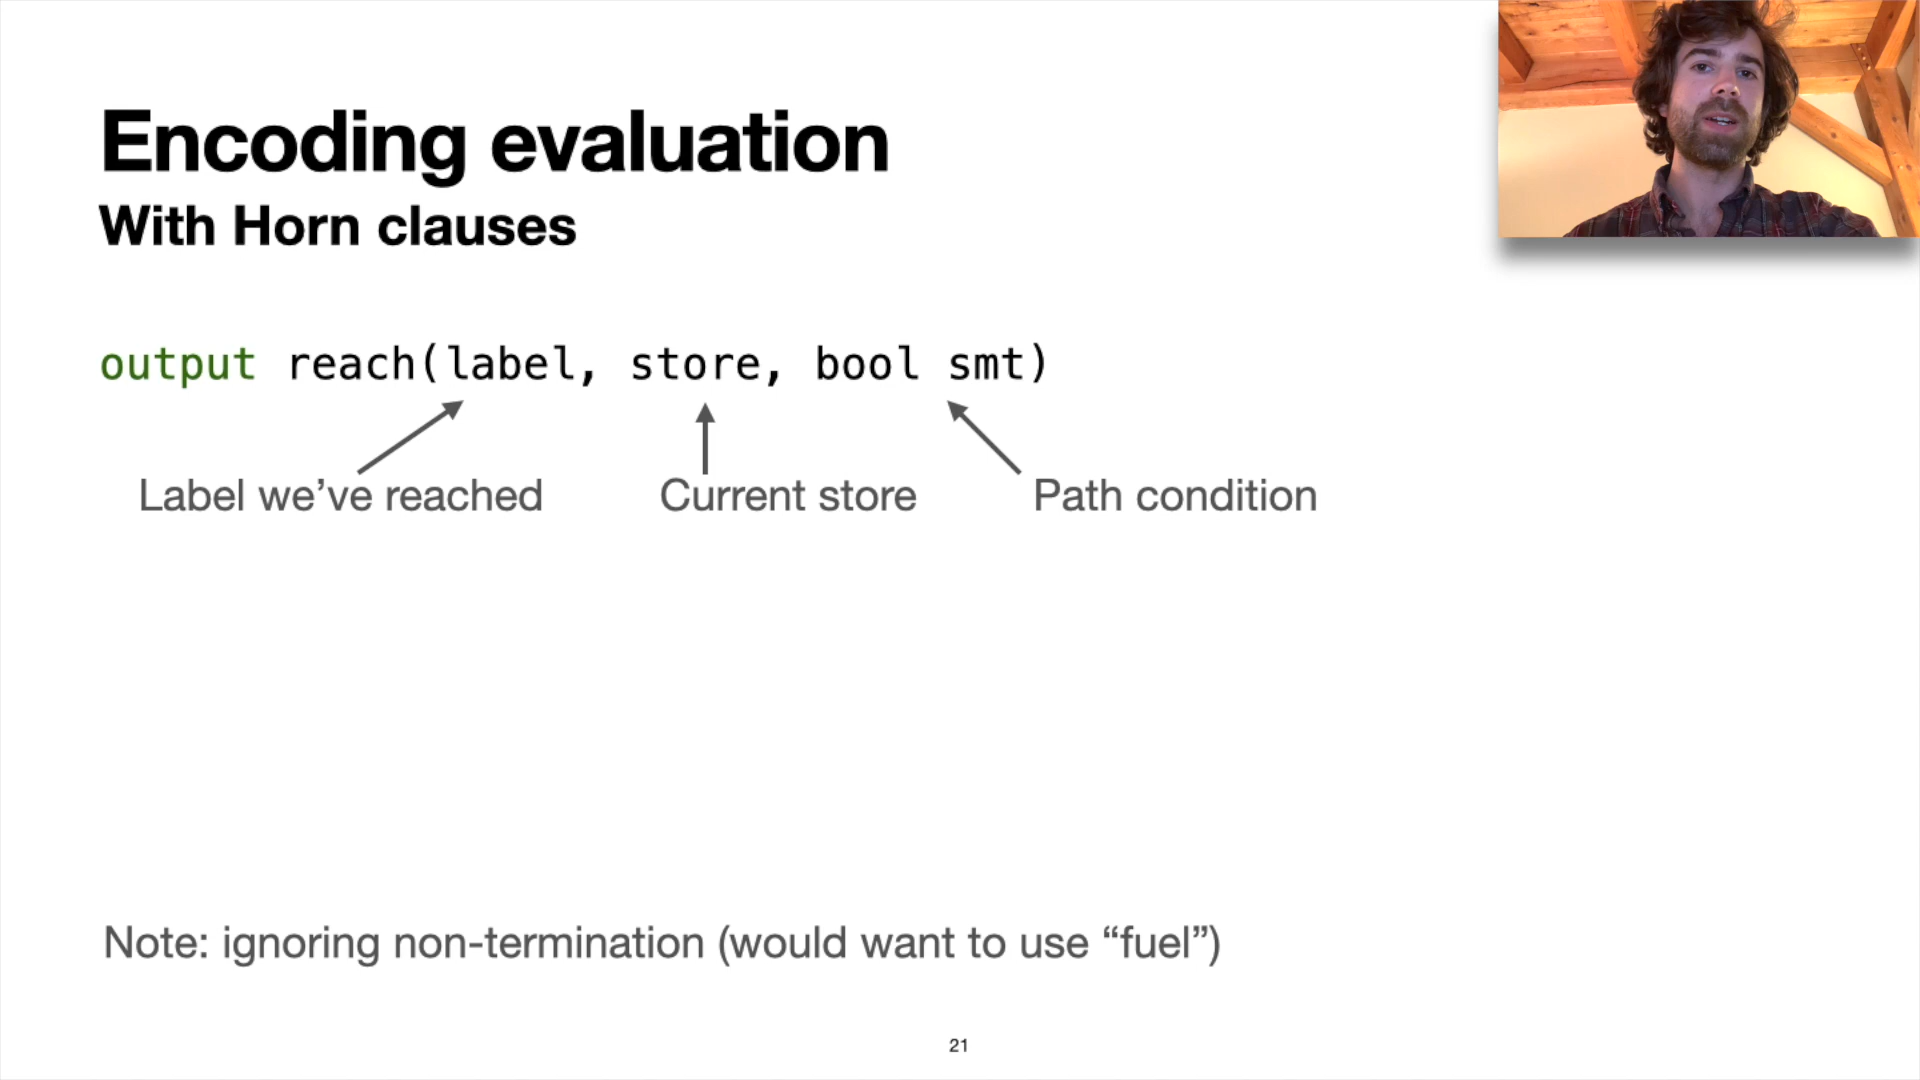 Encoding evaluation
With Horn clauses
output reach(label, store, bool smt)
Label we’ve reached Current store Path condition
Note: ignoring non-termination (would want to use “fuel”)
21